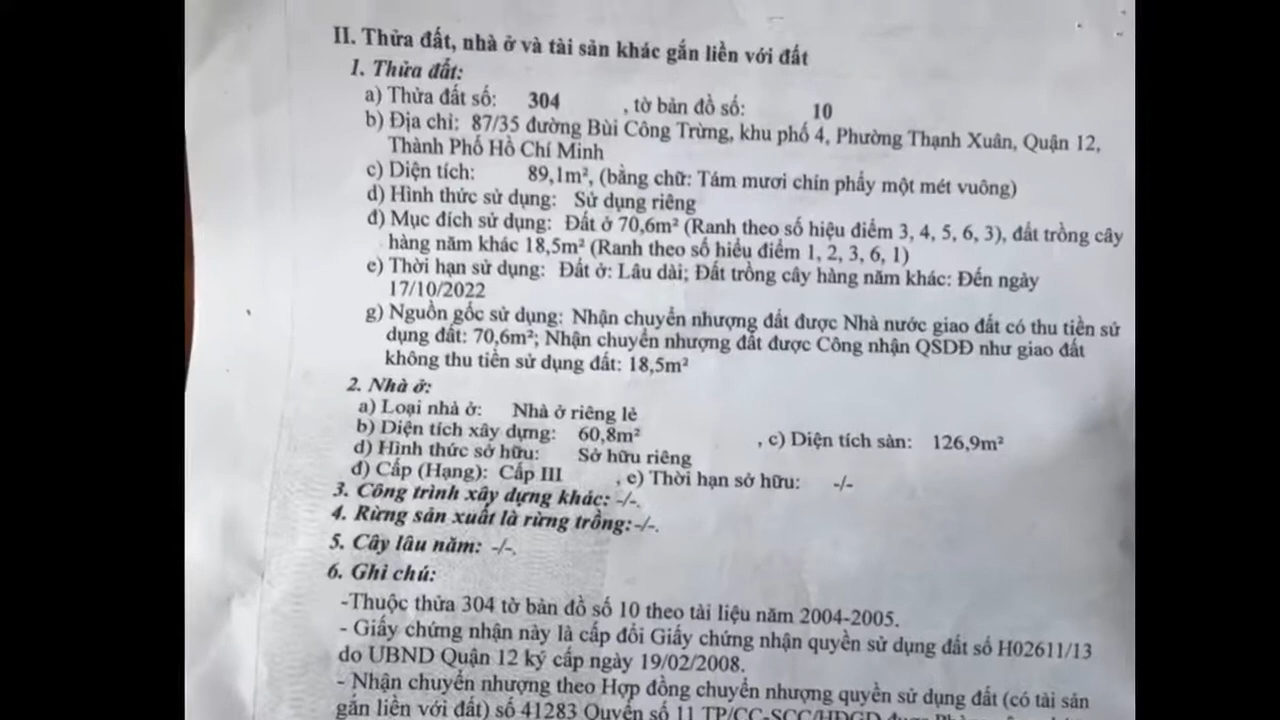 II. Thửa đất, nhà ở và tài sản khác gắn liền với đất
1. Thửa đất:
a) Thửa đất số: 304 , tờ bản đồ số: 10
b) Địa chỉ: 87/35 đường Bùi Công Trừng, khu phố 4, Phường Thạnh Xuân, Quận 12,
Thành Phố Hồ Chí Minh
c) Diện tích: 89,1m², (bằng chữ: Tám mươi chín phẩy một mét vuông)
d) Hình thức sử dụng: Sử dụng riêng
đ) Mục đích sử dụng: Đất ở 70,6m² (Ranh theo số hiệu điểm 3, 4, 5, 6, 3), đất trồng cây
hàng năm khác 18,5m² (Ranh theo số hiểu điểm 1, 2, 3, 6, 1)
e) Thời hạn sử dụng: Đất ở: Lâu dài; Đất trồng cây hàng năm khác: Đến ngày
17/10/2022
g) Nguồn gốc sử dụng: Nhận chuyển nhượng đất được Nhà nước giao đất có thu tiền sử
dụng đất: 70,6m²; Nhận chuyển nhượng đất được Công nhận QSDĐ như giao đất
không thu tiền sử dụng đất: 18,5m²
2. Nhà ở:
a) Loại nhà ở: Nhà ở riêng lẻ
b) Diện tích xây dựng: 60,8m² , c) Diện tích sàn: 126,9m²
d) Hình thức sở hữu: Sở hữu riêng
đ) Cấp (Hạng): Cấp III , e) Thời hạn sở hữu: -/-
3. Công trình xây dựng khác: -/-.
4. Rừng sản xuất là rừng trồng:-/-.
5. Cây lâu năm: -/-.
6. Ghi chú:
-Thuộc thửa 304 tờ bản đồ số 10 theo tài liệu năm 2004-2005.
- Giấy chứng nhận này là cấp đổi Giấy chứng nhận quyền sử dụng đất số H02611/13
do UBND Quận 12 ký cấp ngày 19/02/2008.
- Nhận chuyển nhượng theo Hợp đồng chuyển nhượng quyền sử dụng đất (có tài sản
gắn liền với đất) số 41283 Quyển số 11 TP/CC-SCC/HĐGD được